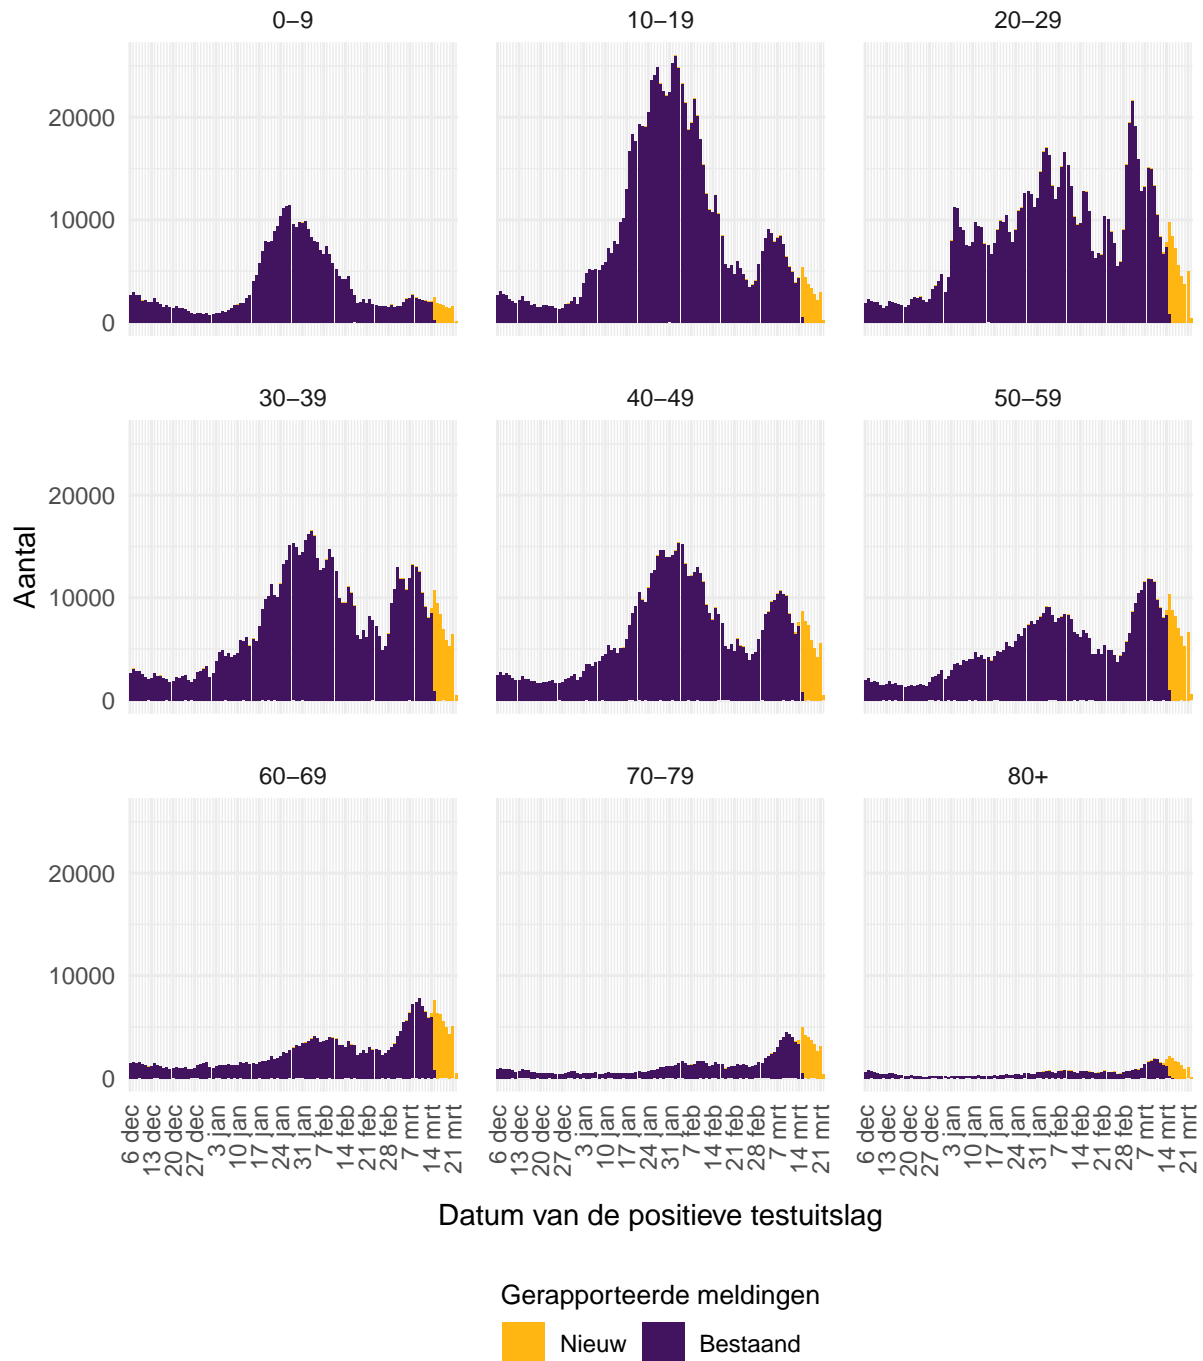 0–9 10–19 20–29
20000
10000
0
30–39 40–49 50–59
20000
10000
0
Aantal
60–69 70–79 80+
20000
10000
0
6 dec 13 dec 20 dec 27 dec 3 jan 10 jan 17 jan 24 jan 31 jan 7 feb 14 feb 21 feb 28 feb 7 mrt 14 mrt 21 mrt
6 dec 13 dec 20 dec 27 dec 3 jan 10 jan 17 jan 24 jan 31 jan 7 feb 14 feb 21 feb 28 feb 7 mrt 14 mrt 21 mrt
6 dec 13 dec 20 dec 27 dec 3 jan 10 jan 17 jan 24 jan 31 jan 7 feb 14 feb 21 feb 28 feb 7 mrt 14 mrt 21 mrt
Datum van de positieve testuitslag
Gerapporteerde meldingen
Nieuw Bestaand